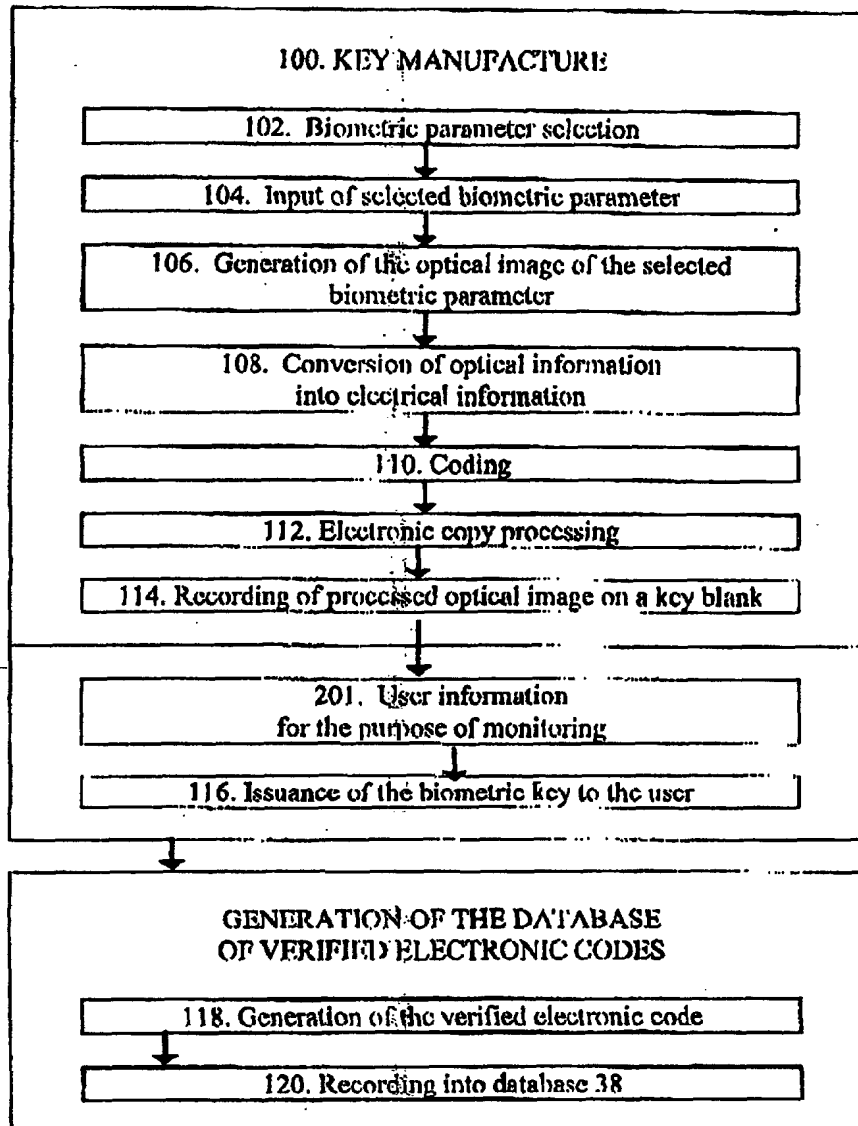 100. KEY MANUFACTURE
102. Biometric parameter selection
104. Input of selected biometric parameter
106. Generation of the optical image of the selected
biometric parameter
108. Conversion of optical information
into electrical information
110. Coding
112. Electronic copy processing
114. Recording of processed optical image on a key blank
201. User information
for the purpose of monitoring
116. Issuance of the biometric key to the user
GENERATION OF THE DATABASE
OF VERIFIED ELECTRONIC CODES
118. Generation of the verified electronic code
120. Recording into database 38